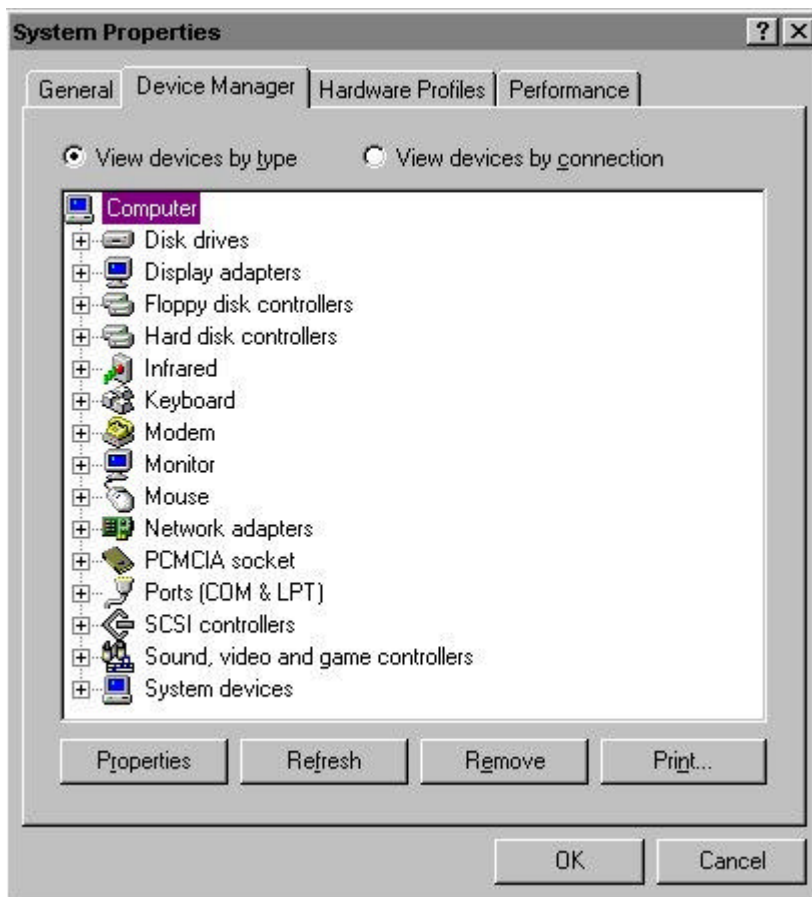 System Properties
General Device Manager Hardware Profiles Performance
View devices by type View devices by connection
Computer
Disk drives
Display adapters
Floppy disk controllers
Hard disk controllers
Infrared
Keyboard
Modem
Monitor
Mouse
Network adapters
PCMCIA socket
Ports (COM & LPT)
SCSI controllers
Sound, video and game controllers
System devices
Properties Refresh Remove Print...
OK Cancel